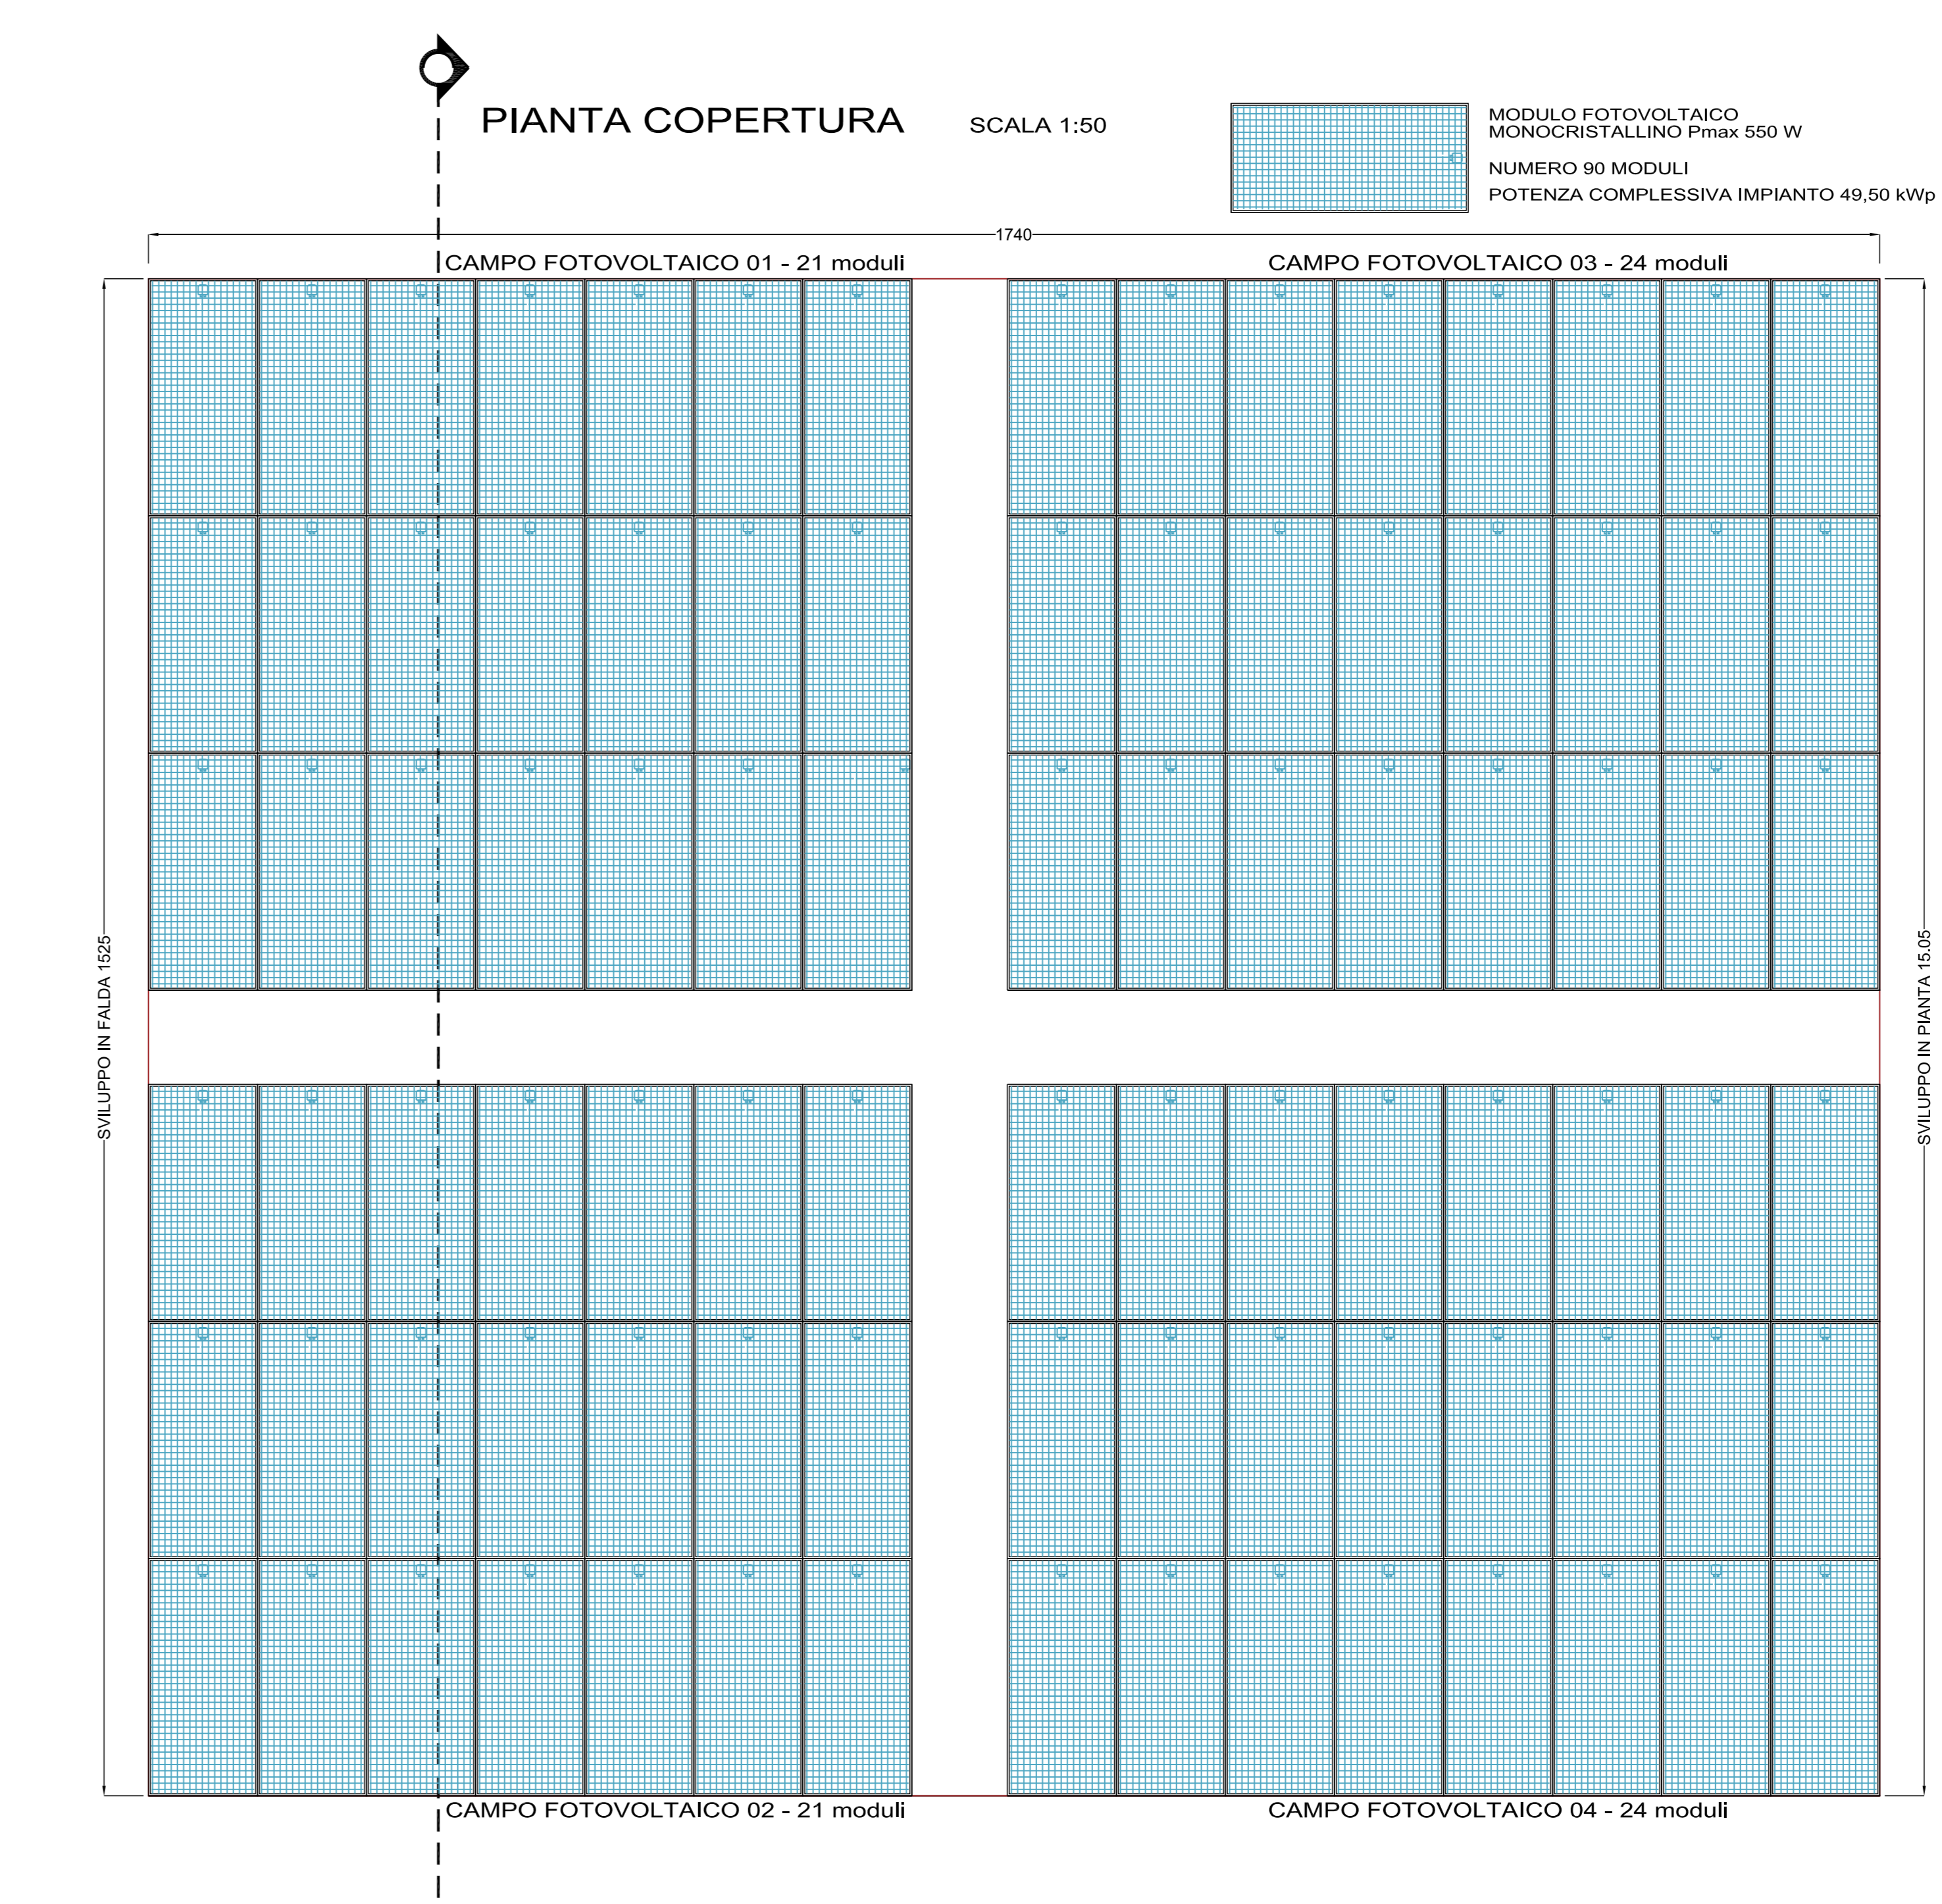 PIANTA COPERTURA SCALA 1:50
MODULO FOTOVOLTAICO
MONOCRISTALLINO Pmax 550 W
NUMERO 90 MODULI
POTENZA COMPLESSIVA IMPIANTO 49,50 kWp
1740
CAMPO FOTOVOLTAICO 01 - 21 moduli
CAMPO FOTOVOLTAICO 03 - 24 moduli
SVILUPPO IN FALDA 1525
SVILUPPO IN PIANTA 15.05
CAMPO FOTOVOLTAICO 02 - 21 moduli
CAMPO FOTOVOLTAICO 04 - 24 moduli